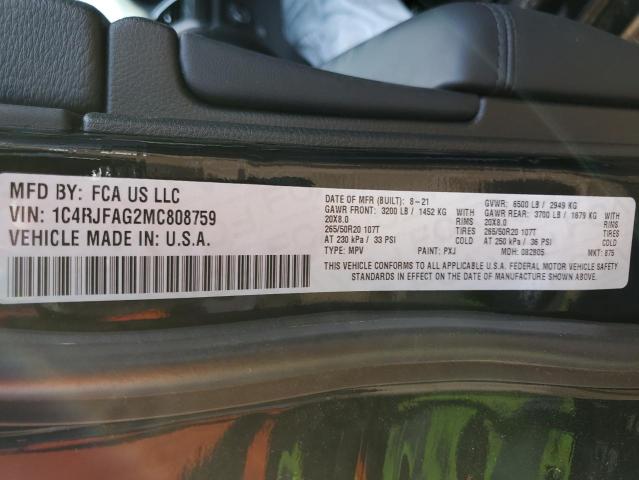 MFD BY: FCA US LLC
VIN: 1C4RJFAG2MC808759
VEHICLE MADE IN: U.S.A.
DATE OF MFR (BUILT): 8-21 GVWR: 6500 LB / 2949 KG
GAWR FRONT: 3200 LB / 1452 KG WITH GAWR REAR: 3700 LB / 1679 KG WITH
20X8.0 RIMS 20X8.0 RIMS
265/50R20 107T TIRES 265/50R20 107T TIRES
AT 230 kPa / 33 PSI COLD AT 250 kPa / 36 PSI COLD
TYPE: MPV PAINT: PXJ MDH: 082805 MKT: 875
THIS VEHICLE CONFORMS TO ALL APPLICABLE U.S.A. FEDERAL MOTOR VEHICLE SAFETY
STANDARDS IN EFFECT ON THE DATE OF MANUFACTURE SHOWN ABOVE.